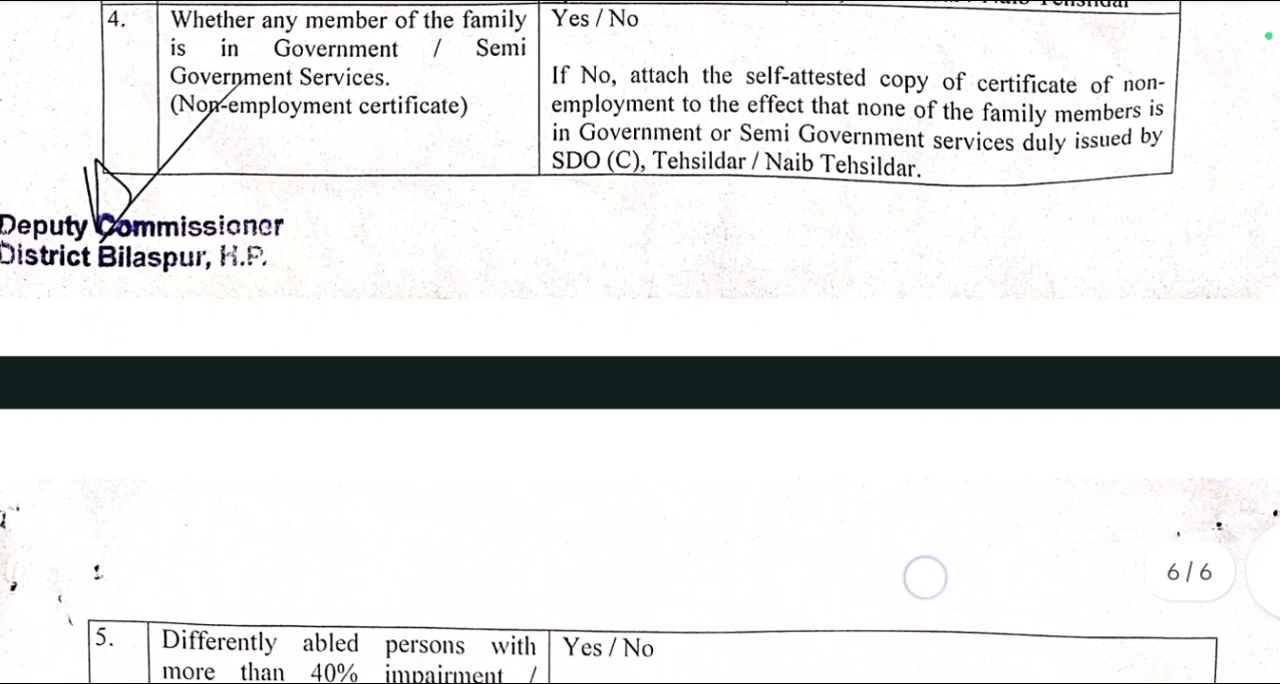 4. Whether any member of the family Yes / No
is in Government / Semi
Government Services. If No, attach the self-attested copy of certificate of non-
(Non-employment certificate) employment to the effect that none of the family members is
in Government or Semi Government services duly issued by
SDO (C), Tehsildar / Naib Tehsildar.
Deputy Commissioner
District Bilaspur, H.P.
6/6
5. Differently abled persons with Yes / No
more than 40% impairment /